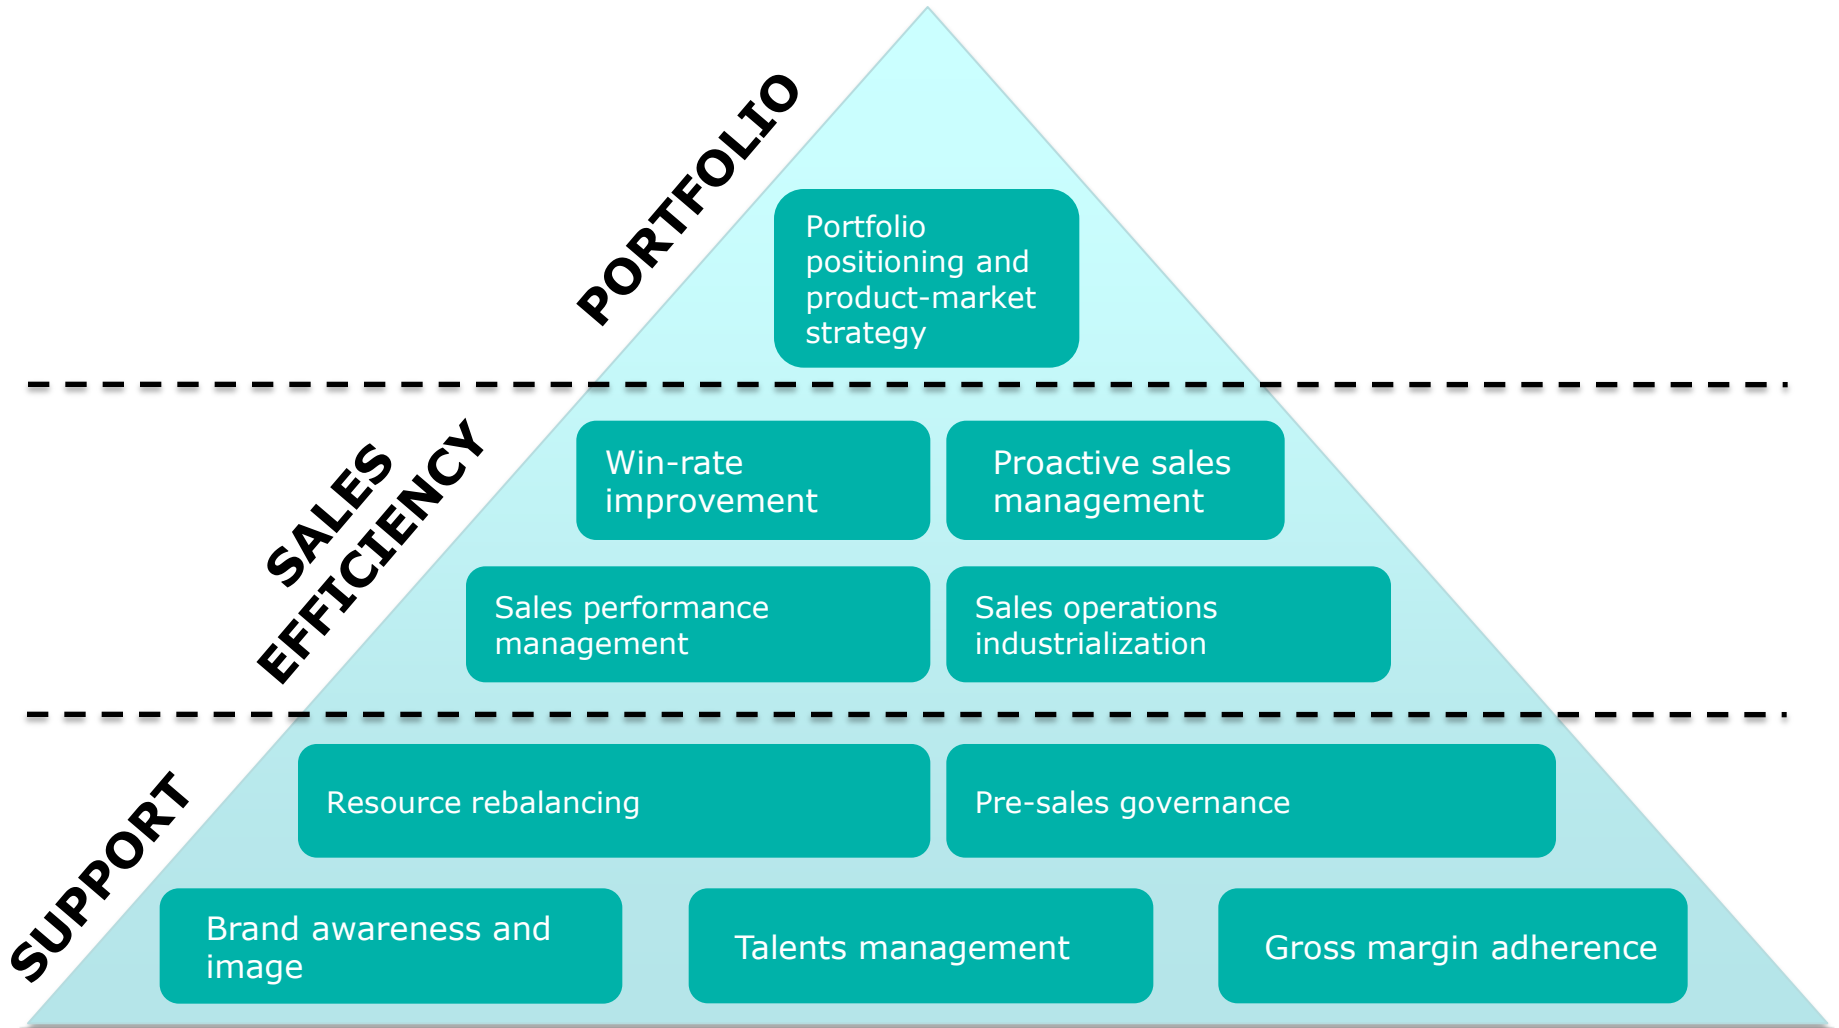 PORTFOLIO
Portfolio
positioning and
product-market
strategy
SALES
EFFICIENCY
Win-rate
improvement
Proactive sales
management
Sales performance
management
Sales operations
industrialization
SUPPORT
Resource rebalancing
Pre-sales governance
Brand awareness and
image
Talents management
Gross margin adherence